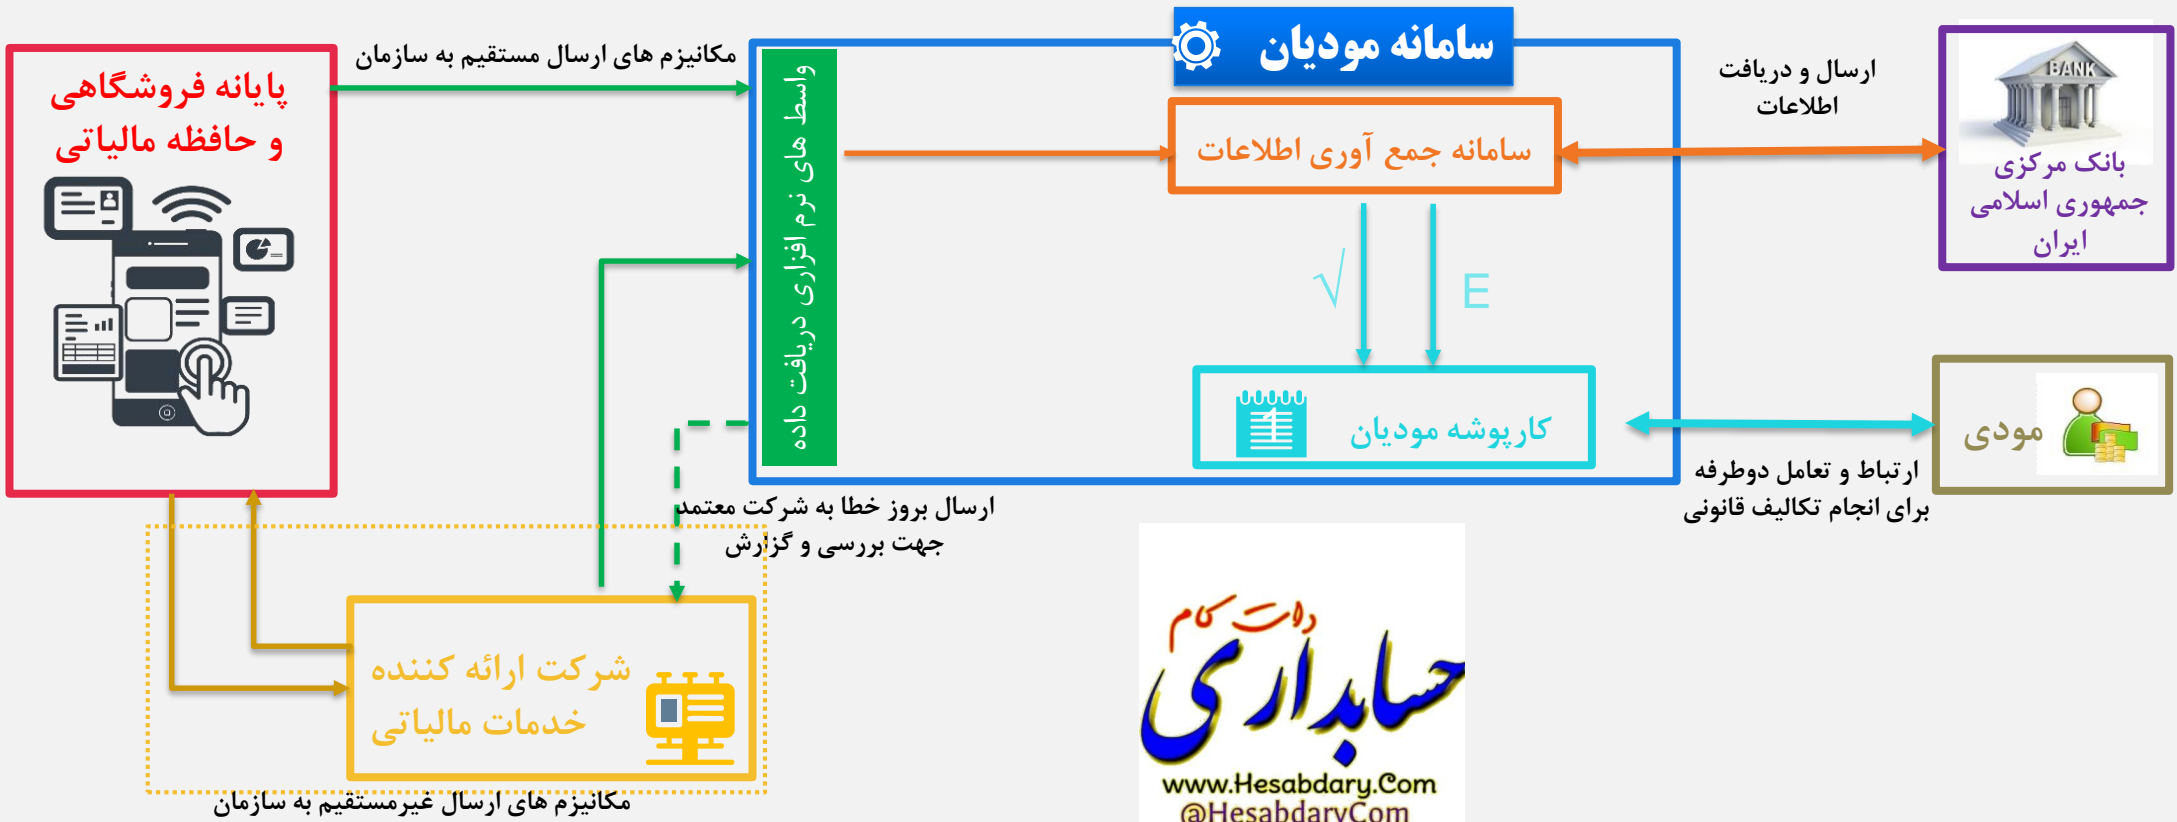 سامانه مودیان
پایانه فروشگاهی
و حافظه مالیاتی
مکانیزم های ارسال مستقیم به سازمان
واسط های نرم افزاری دریافت داده
سامانه جمع آوری اطلاعات
ارسال و دریافت
اطلاعات
BANK
بانک مرکزی
جمهوری اسلامی
ایران
√
E
1
کارپوشه مودیان
مودی
ارتباط و تعامل دوطرفه
برای انجام تکالیف قانونی
ارسال بروز خطا به شرکت معتمد
جهت بررسی و گزارش
شرکت ارائه کننده
خدمات مالیاتی
مکانیزم های ارسال غیرمستقیم به سازمان
دات کام
حسابداری
www.Hesabdary.Com
@HesabdaryCom